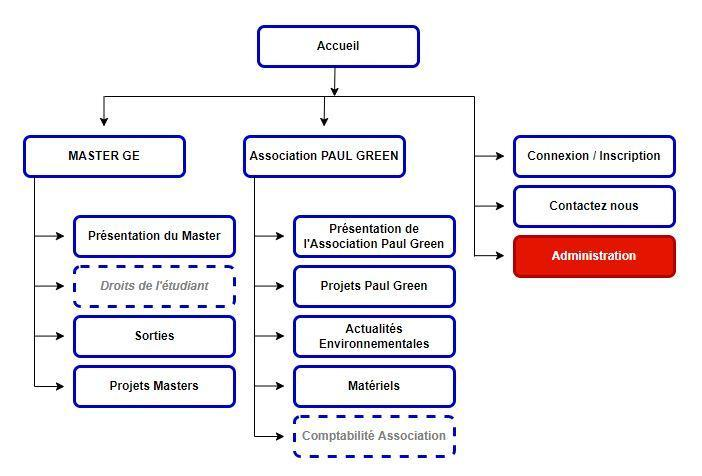 Accueil
MASTER GE
Association PAUL GREEN
Connexion / Inscription
Contactez nous
Administration
Présentation du Master
Droits de l'étudiant
Sorties
Projets Masters
Présentation de
l'Association Paul Green
Projets Paul Green
Actualités
Environnementales
Matériels
Comptabilité Association